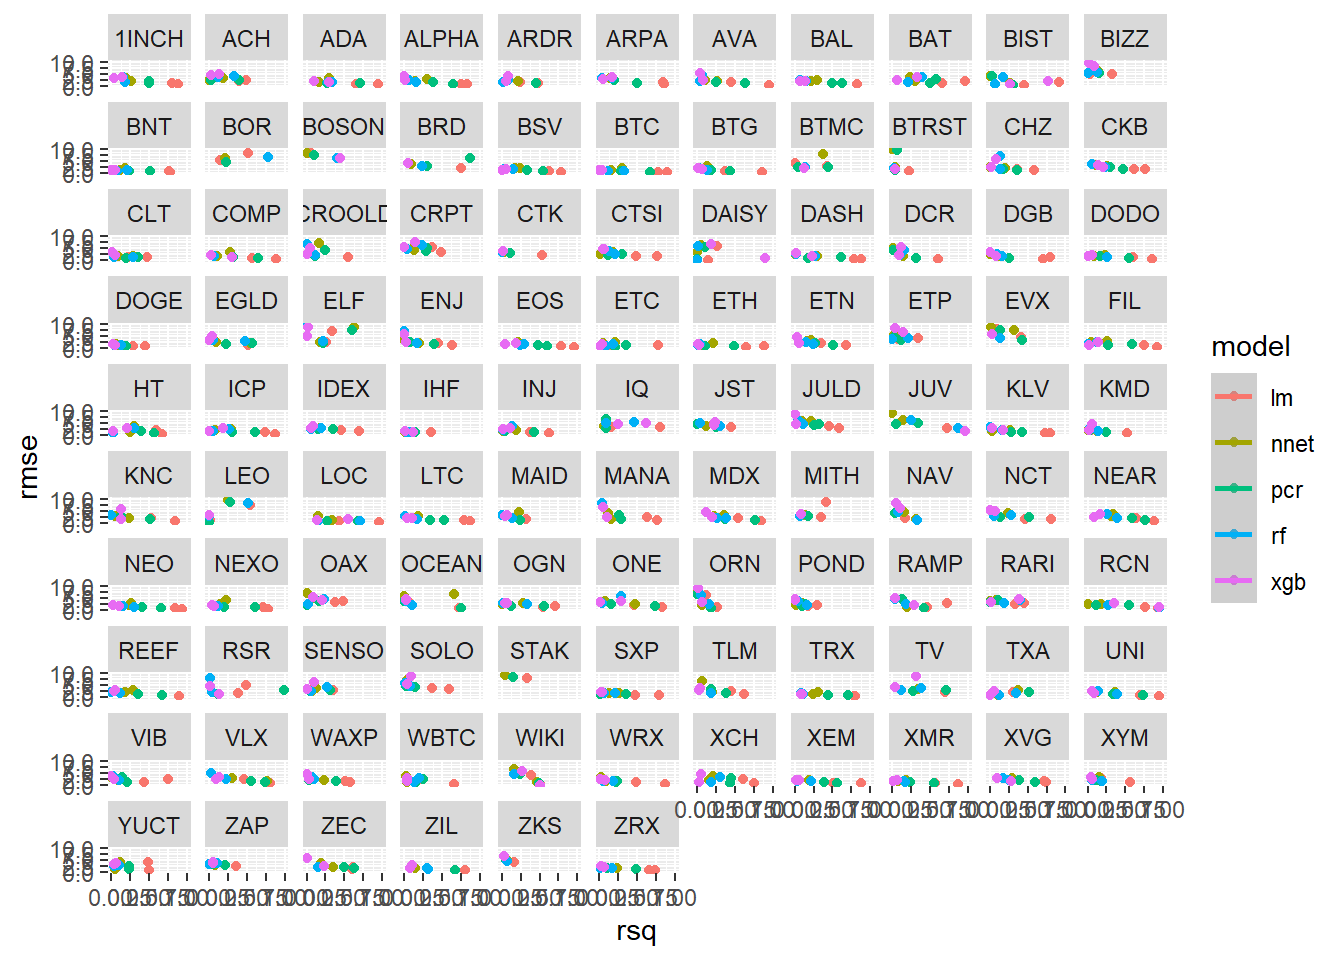 1INCH ACH ADA ALPHA ARDR ARPA AVA BAL BAT BIST BIZZ
BNT BOR BOSON BRD BSV BTC BTG BTMC BTRST CHZ CKB
CLT COMP CROOLD CRPT CTK CTSI DAISY DASH DCR DGB DODO
DOGE EGLD ELF ENJ EOS ETC ETH ETN ETP EVX FIL
HT ICP IDEX IHF INJ IQ JST JULD JUV KLV KMD
KNC LEO LOC LTC MAID MANA MDX MITH NAV NCT NEAR
NEO NEXO OAX OCEAN OGN ONE ORN POND RAMP RARI RCN
REEF RSR SENSO SOLO STAK SXP TLM TRX TV TXA UNI
VIB VLX WAXP WBTC WIKI WRX XCH XEM XMR XVG XYM
YUCT ZAP ZEC ZIL ZKS ZRX
rmse
rsq
model
lm
nnet
pcr
rf
xgb